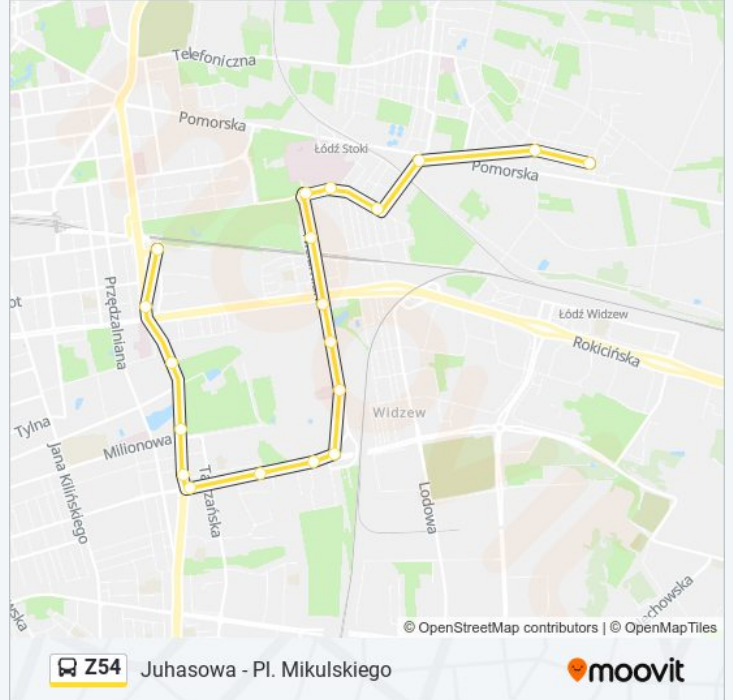 Telefoniczna
Pomorska
Łódź Stoki
Pomorska
Przędzalniana
Łódź Widzew
Rokicińska
Widzew
Tylna
Milionowa
Jana Kilińskiego
Lodowa
© OpenStreetMap contributors | © OpenMapTiles
Z54
Juhasowa - Pl. Mikulskiego
moovit